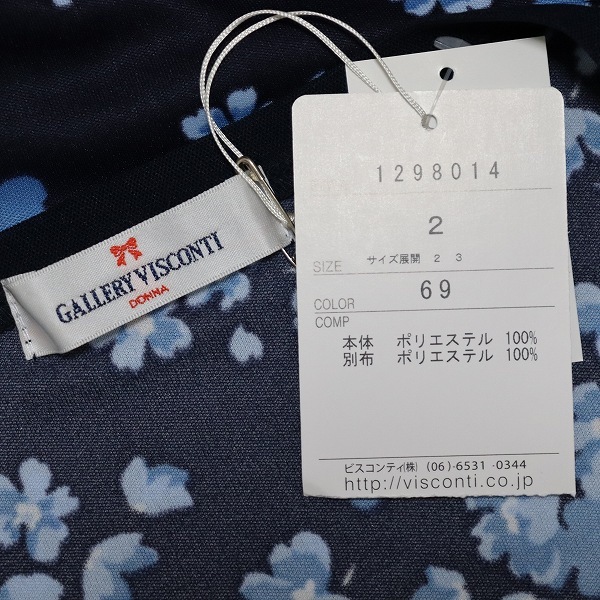 GALLERY VISCONTI
DONNA
1298014
2
SIZE サイズ展開 2 3
COLOR 69
COMP
本体 ポリエステル 100%
別布 ポリエステル 100%
ビスコンティ(株) (06)-6531-0344
http://visconti.co.jp